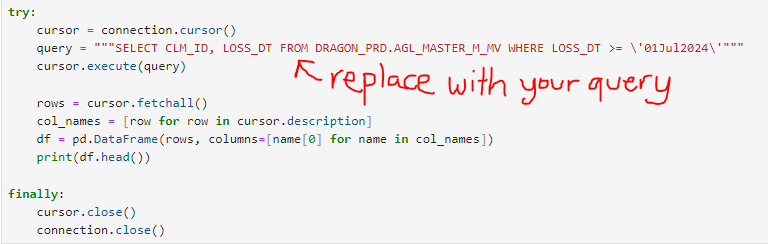 try:
    cursor = connection.cursor()
    query = """SELECT CLM_ID, LOSS_DT FROM DRAGON_PRD.AGL_MASTER_M_MV WHERE LOSS_DT >= \'01Jul2024\'"""
    cursor.execute(query)
replace with your query
    rows = cursor.fetchall()
    col_names = [row for row in cursor.description]
    df = pd.DataFrame(rows, columns=[name[0] for name in col_names])
    print(df.head())
finally:
    cursor.close()
    connection.close()